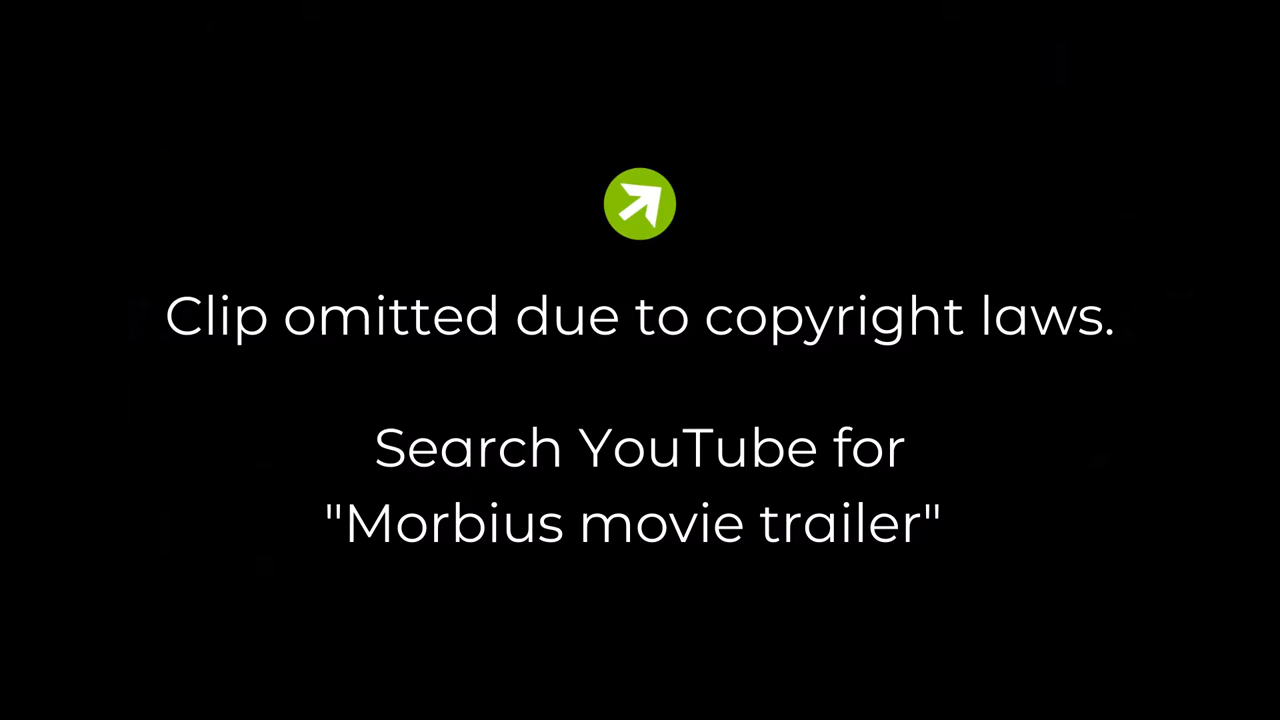 Clip omitted due to copyright laws.
Search YouTube for
"Morbius movie trailer"